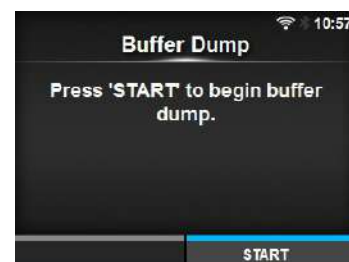 10:57
Buffer Dump
Press 'START' to begin buffer
dump.
START